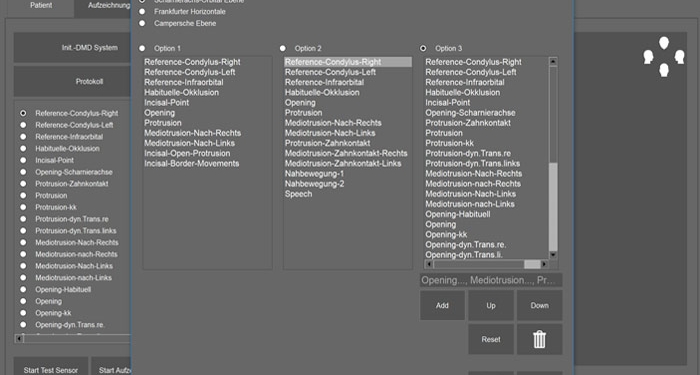 Patient
Aufzeichnung
Init.-DMD System
Protokoll
Reference-Condylus-Right
Reference-Condylus-Left
Reference-Infraorbital
Habituelle-Okklusion
Incisal-Point
Opening-Scharnierachse
Protrusion-Zahnkontakt
Protrusion
Protrusion-kk
Protrusion-dyn.Trans.re
Protrusion-dyn.Trans.links
Mediotrusion-Nach-Rechts
Mediotrusion-nach-Rechts
Mediotrusion-Nach-Links
Mediotrusion-nach-Links
Opening-Habituell
Opening
Opening-kk
Opening-dyn.Trans.re.
Start Test Sensor
Frankfurter Horizontale
Campersche Ebene
Option 1
Reference-Condylus-Right
Reference-Condylus-Left
Reference-Infraorbital
Habituelle-Okklusion
Incisal-Point
Opening
Protrusion
Mediotrusion-Nach-Rechts
Mediotrusion-Nach-Links
Incisal-Open-Protrusion
Incisal-Border-Movements
Option 2
Reference-Condylus-Right
Reference-Condylus-Left
Reference-Infraorbital
Habituelle-Okklusion
Opening
Protrusion
Mediotrusion-Nach-Rechts
Mediotrusion-Nach-Links
Protrusion-Zahnkontakt
Mediotrusion-Zahnkontakt-Rechts
Mediotrusion-Zahnkontakt-Links
Nahbewegung-1
Nahbewegung-2
Speech
Option 3
Reference-Condylus-Right
Reference-Condylus-Left
Reference-Infraorbital
Habituelle-Okklusion
Incisal-Point
Opening-Scharnierachse
Protrusion-Zahnkontakt
Protrusion
Protrusion-kk
Protrusion-dyn.Trans.re
Protrusion-dyn.Trans.links
Mediotrusion-Nach-Rechts
Mediotrusion-nach-Rechts
Mediotrusion-Nach-Links
Mediotrusion-nach-Links
Opening-Habituell
Opening
Opening-kk
Opening-dyn.Trans.re.
Opening-dyn.Trans.li.
Opening..., Mediotrusion..., Pr...
Add
Up
Down
Reset